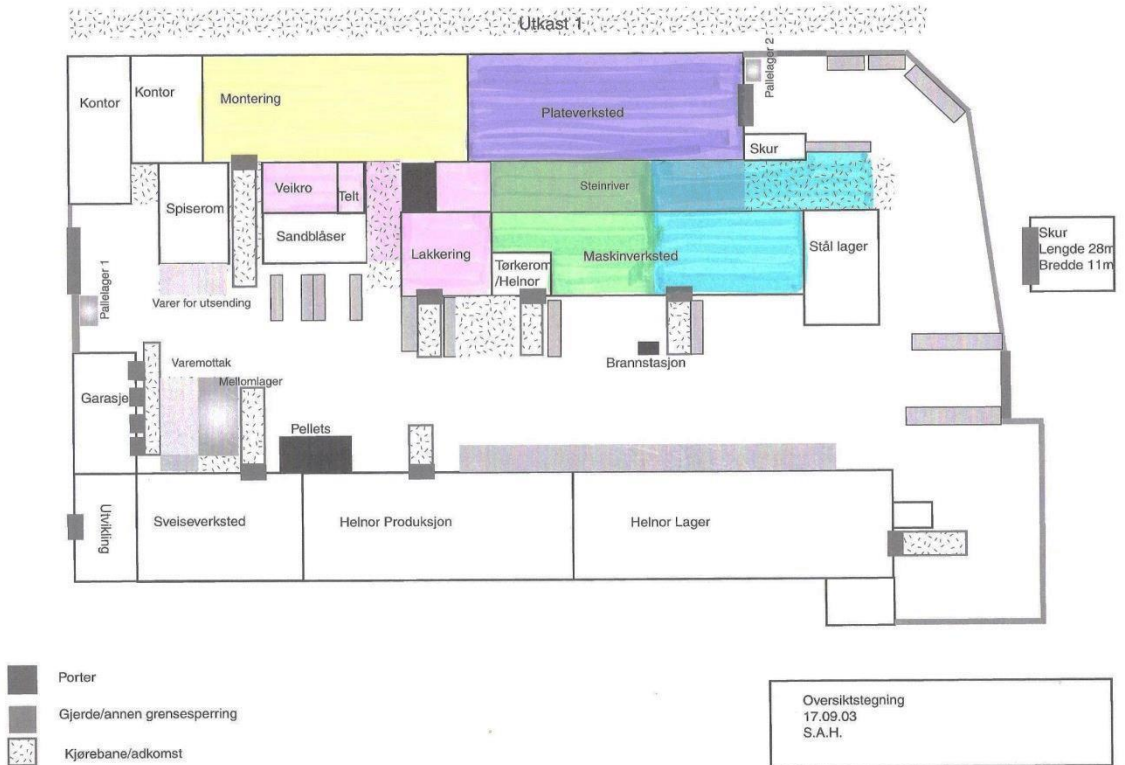 Utkast 1
Kontor
Kontor
Montering
Plateverksted
Pallelager 2
Skur
Spiserom
Veikro
Telt
Steinriver
Sandblåser
Lakkering
Tørkerom
/Helnor
Maskinverksted
Stål lager
Skur
Lengde 28m
Bredde 11m
Pallelager 1
Varer for utsending
Brannstasjon
Garasje
Varemottak
Mellomlager
Pellets
Utvikling
Sveiseverksted
Helnor Produksjon
Helnor Lager
Porter
Gjerde/annen grensesperring
Kjørebane/adkomst
Oversiktstegning
17.09.03
S.A.H.